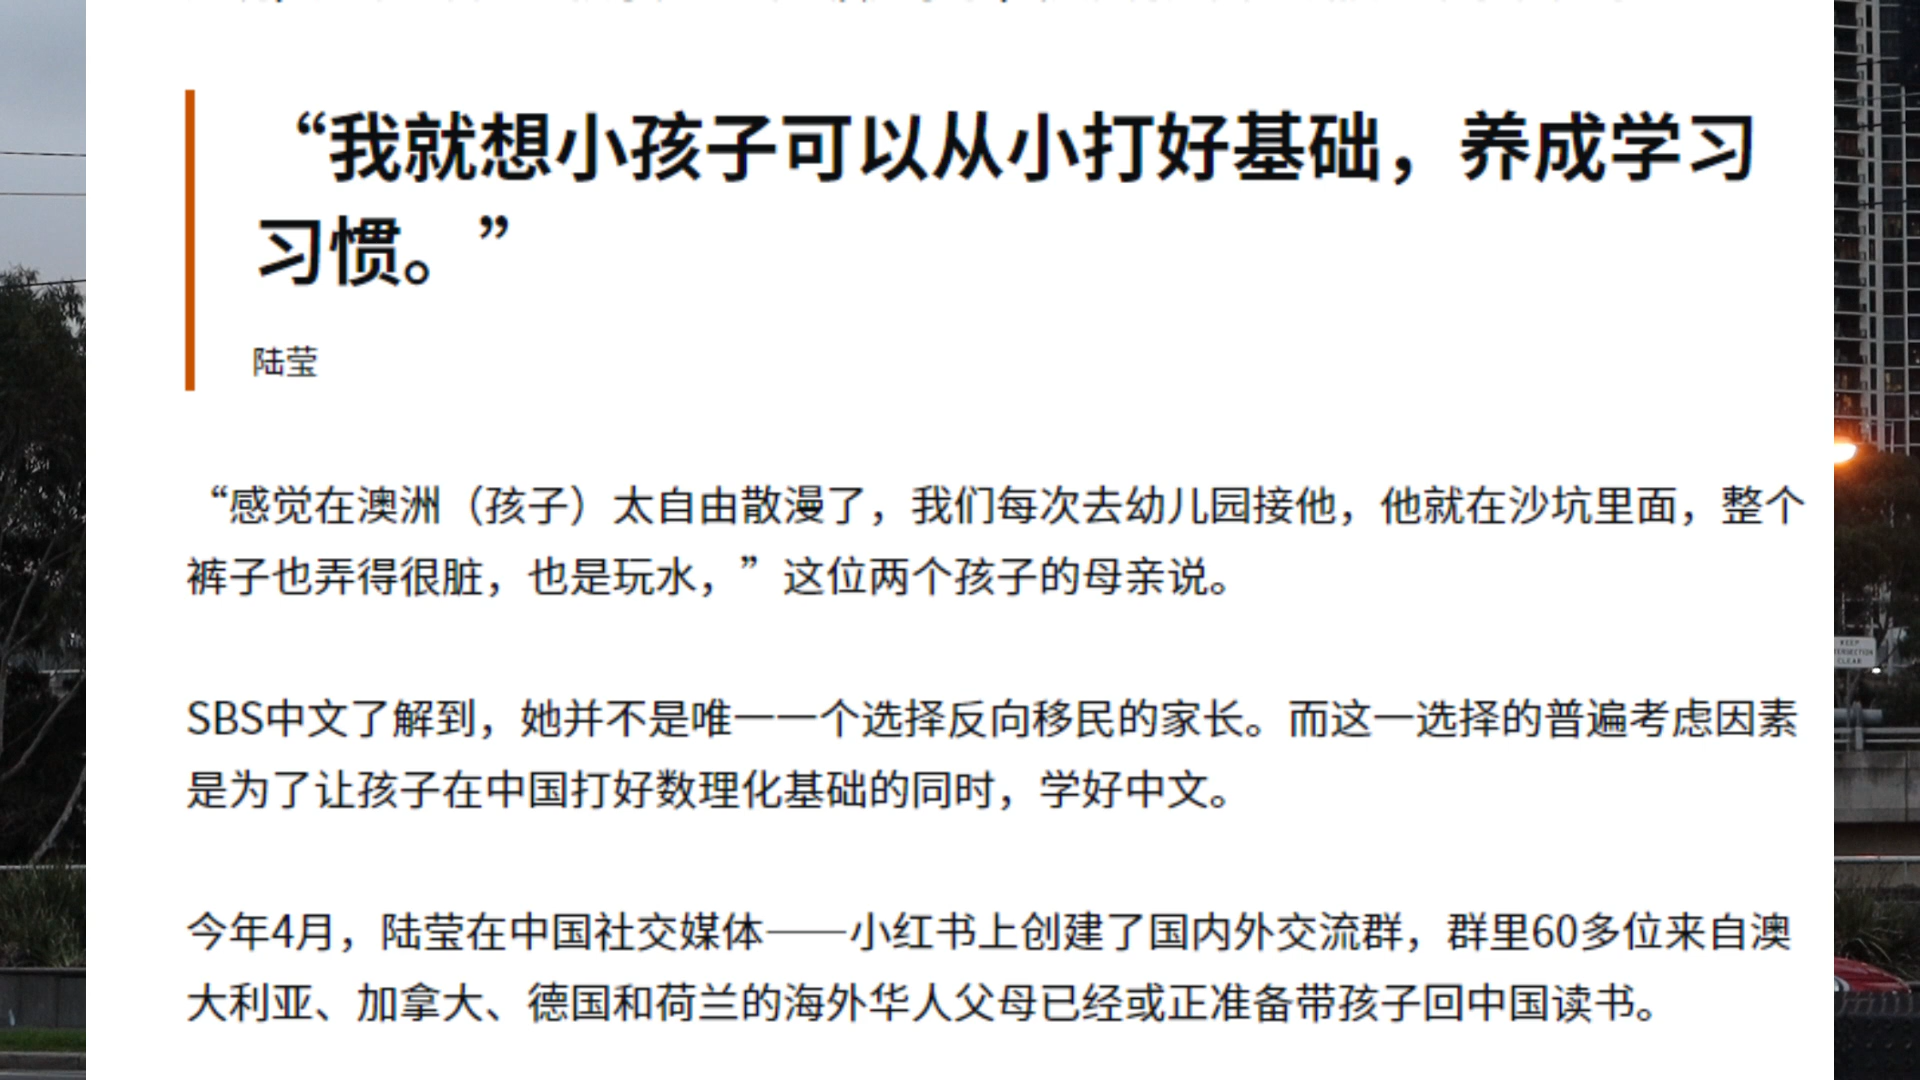 “我就想小孩子可以从小打好基础，养成学习
习惯。”
陆莹
“感觉在澳洲（孩子）太自由散漫了，我们每次去幼儿园接他，他就在沙坑里面，整个
裤子也弄得很脏，也是玩水，”这位两个孩子的母亲说。
SBS中文了解到，她并不是唯一一个选择反向移民的家长。而这一选择的普遍考虑因素
是为了让孩子在中国打好数理化基础的同时，学好中文。
今年4月，陆莹在中国社交媒体——小红书上创建了国内外交流群，群里60多位来自澳
大利亚、加拿大、德国和荷兰的海外华人父母已经或正准备带孩子回中国读书。
KEEP
INTERSECTION
CLEAR